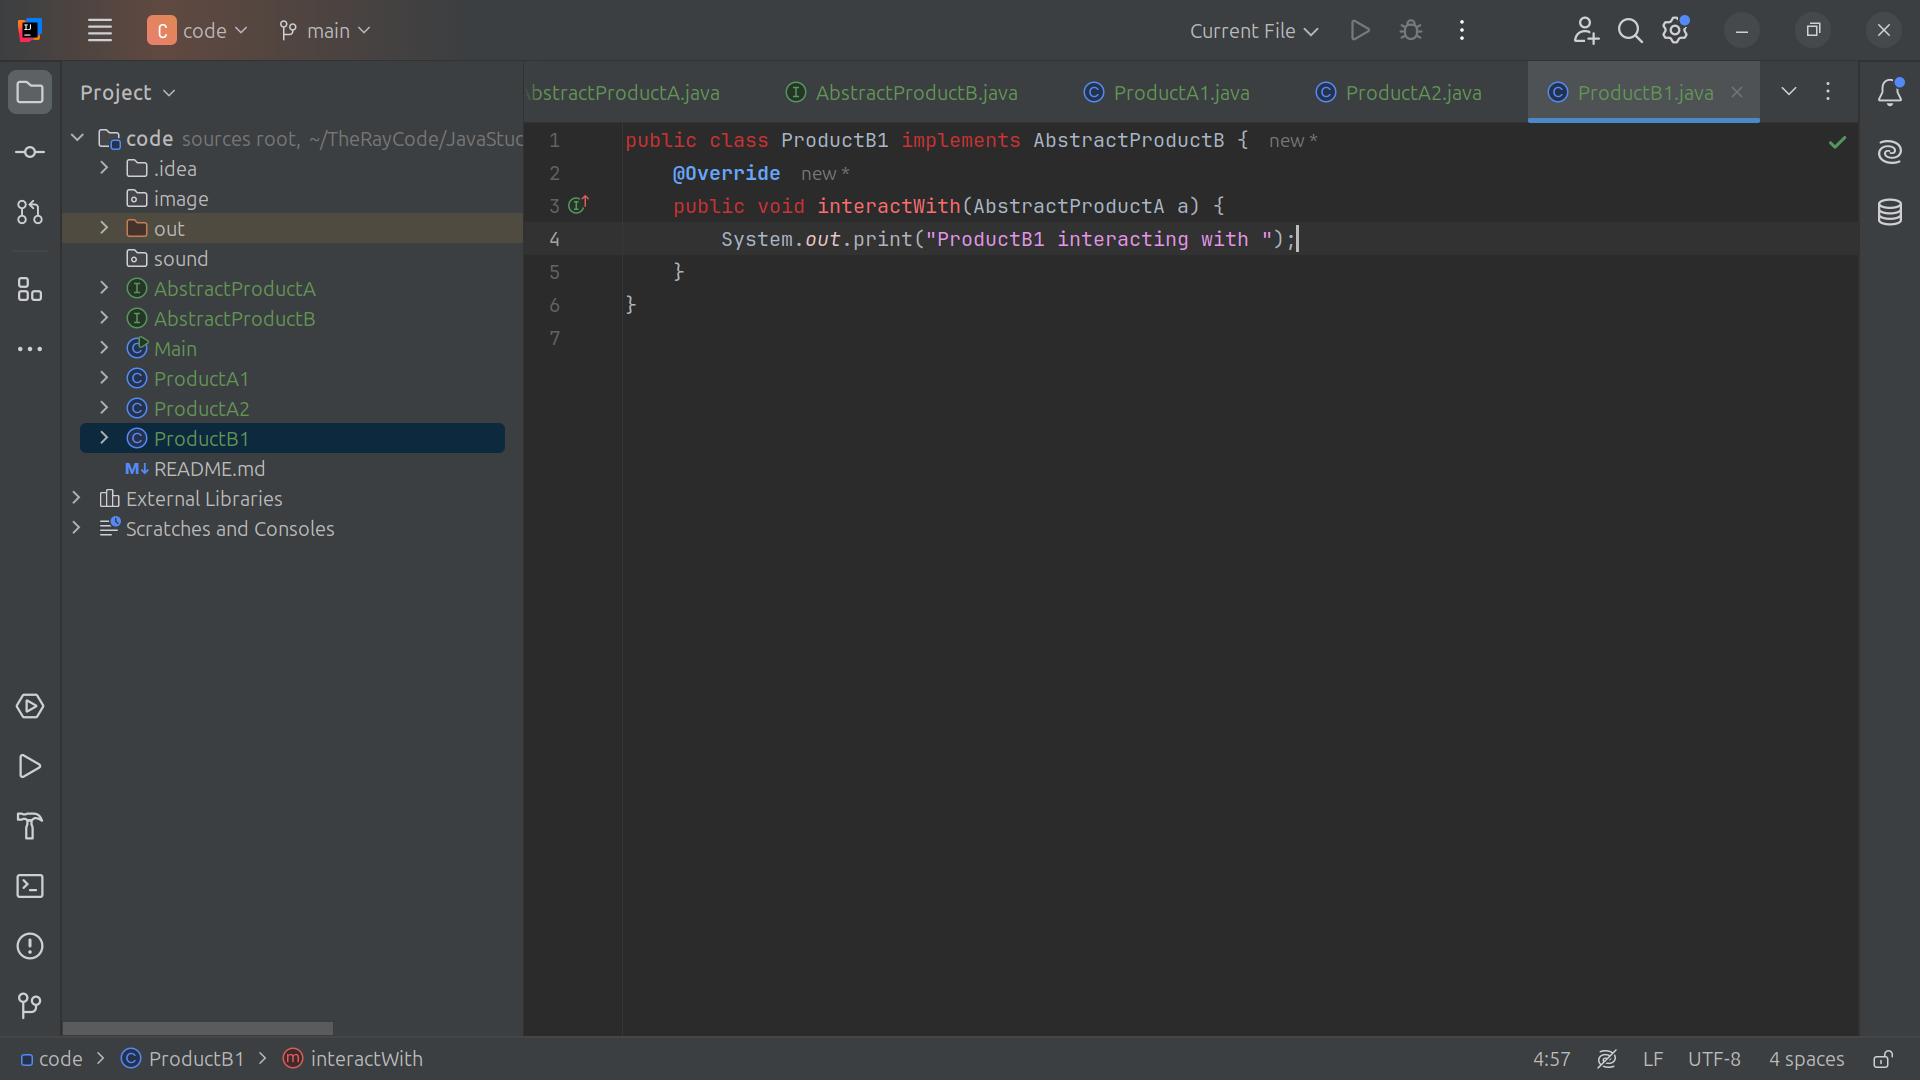 code
main
Current File
Project
code sources root, ~/TheRayCode/JavaStud
.idea
image
out
sound
AbstractProductA
AbstractProductB
Main
ProductA1
ProductA2
ProductB1
README.md
External Libraries
Scratches and Consoles
bstractProductA.java
AbstractProductB.java
ProductA1.java
ProductA2.java
ProductB1.java
1 public class ProductB1 implements AbstractProductB { new *
2 @Override new *
3 public void interactWith(AbstractProductA a) {
4 System.out.print("ProductB1 interacting with ");
5 }
6 }
7
code > ProductB1 > interactWith
4:57 LF UTF-8 4 spaces